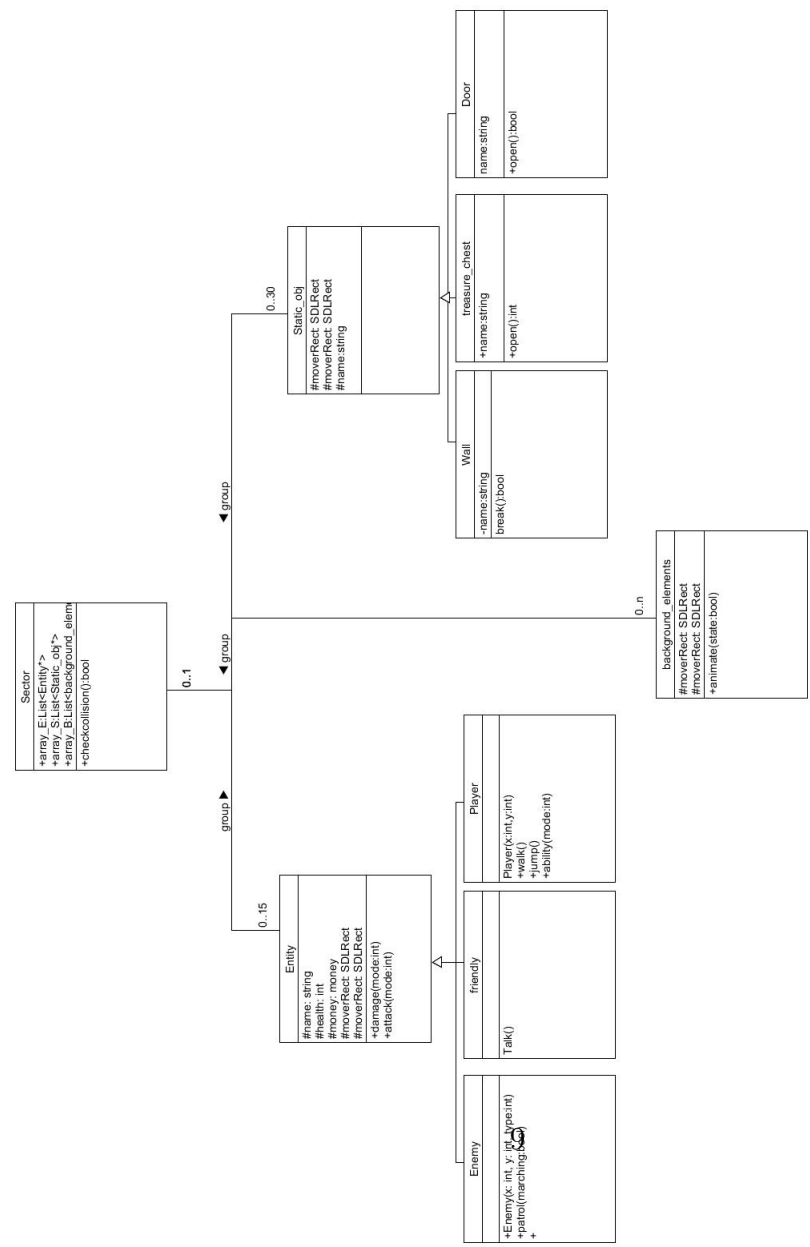 Sector
+array_E:List<Entity*>
+array_S:List<Static_obj*>
+array_B:List<background_elem
+checkcollision():bool
0..1
group ▶
◀ group
◀ group
0..15
0..30
0..n
Entity
#name: string
#health: int
#money: money
#moverRect: SDLRect
#moverRect: SDLRect
+damage(mode:int)
+attack(mode:int)
Static_obj
#moverRect: SDLRect
#moverRect: SDLRect
#name:string
Enemy
+Enemy(x: int, y: int, type:int)
+patrol(marching:bool)
+
friendly
Talk()
Player
Player(x:int,y:int)
+walk()
+jump()
+ability(mode:int)
Wall
-name:string
break():bool
treasure_chest
+name:string
+open():int
Door
name:string
+open():bool
background_elements
#moverRect: SDLRect
#moverRect: SDLRect
+animate(state:bool)
9